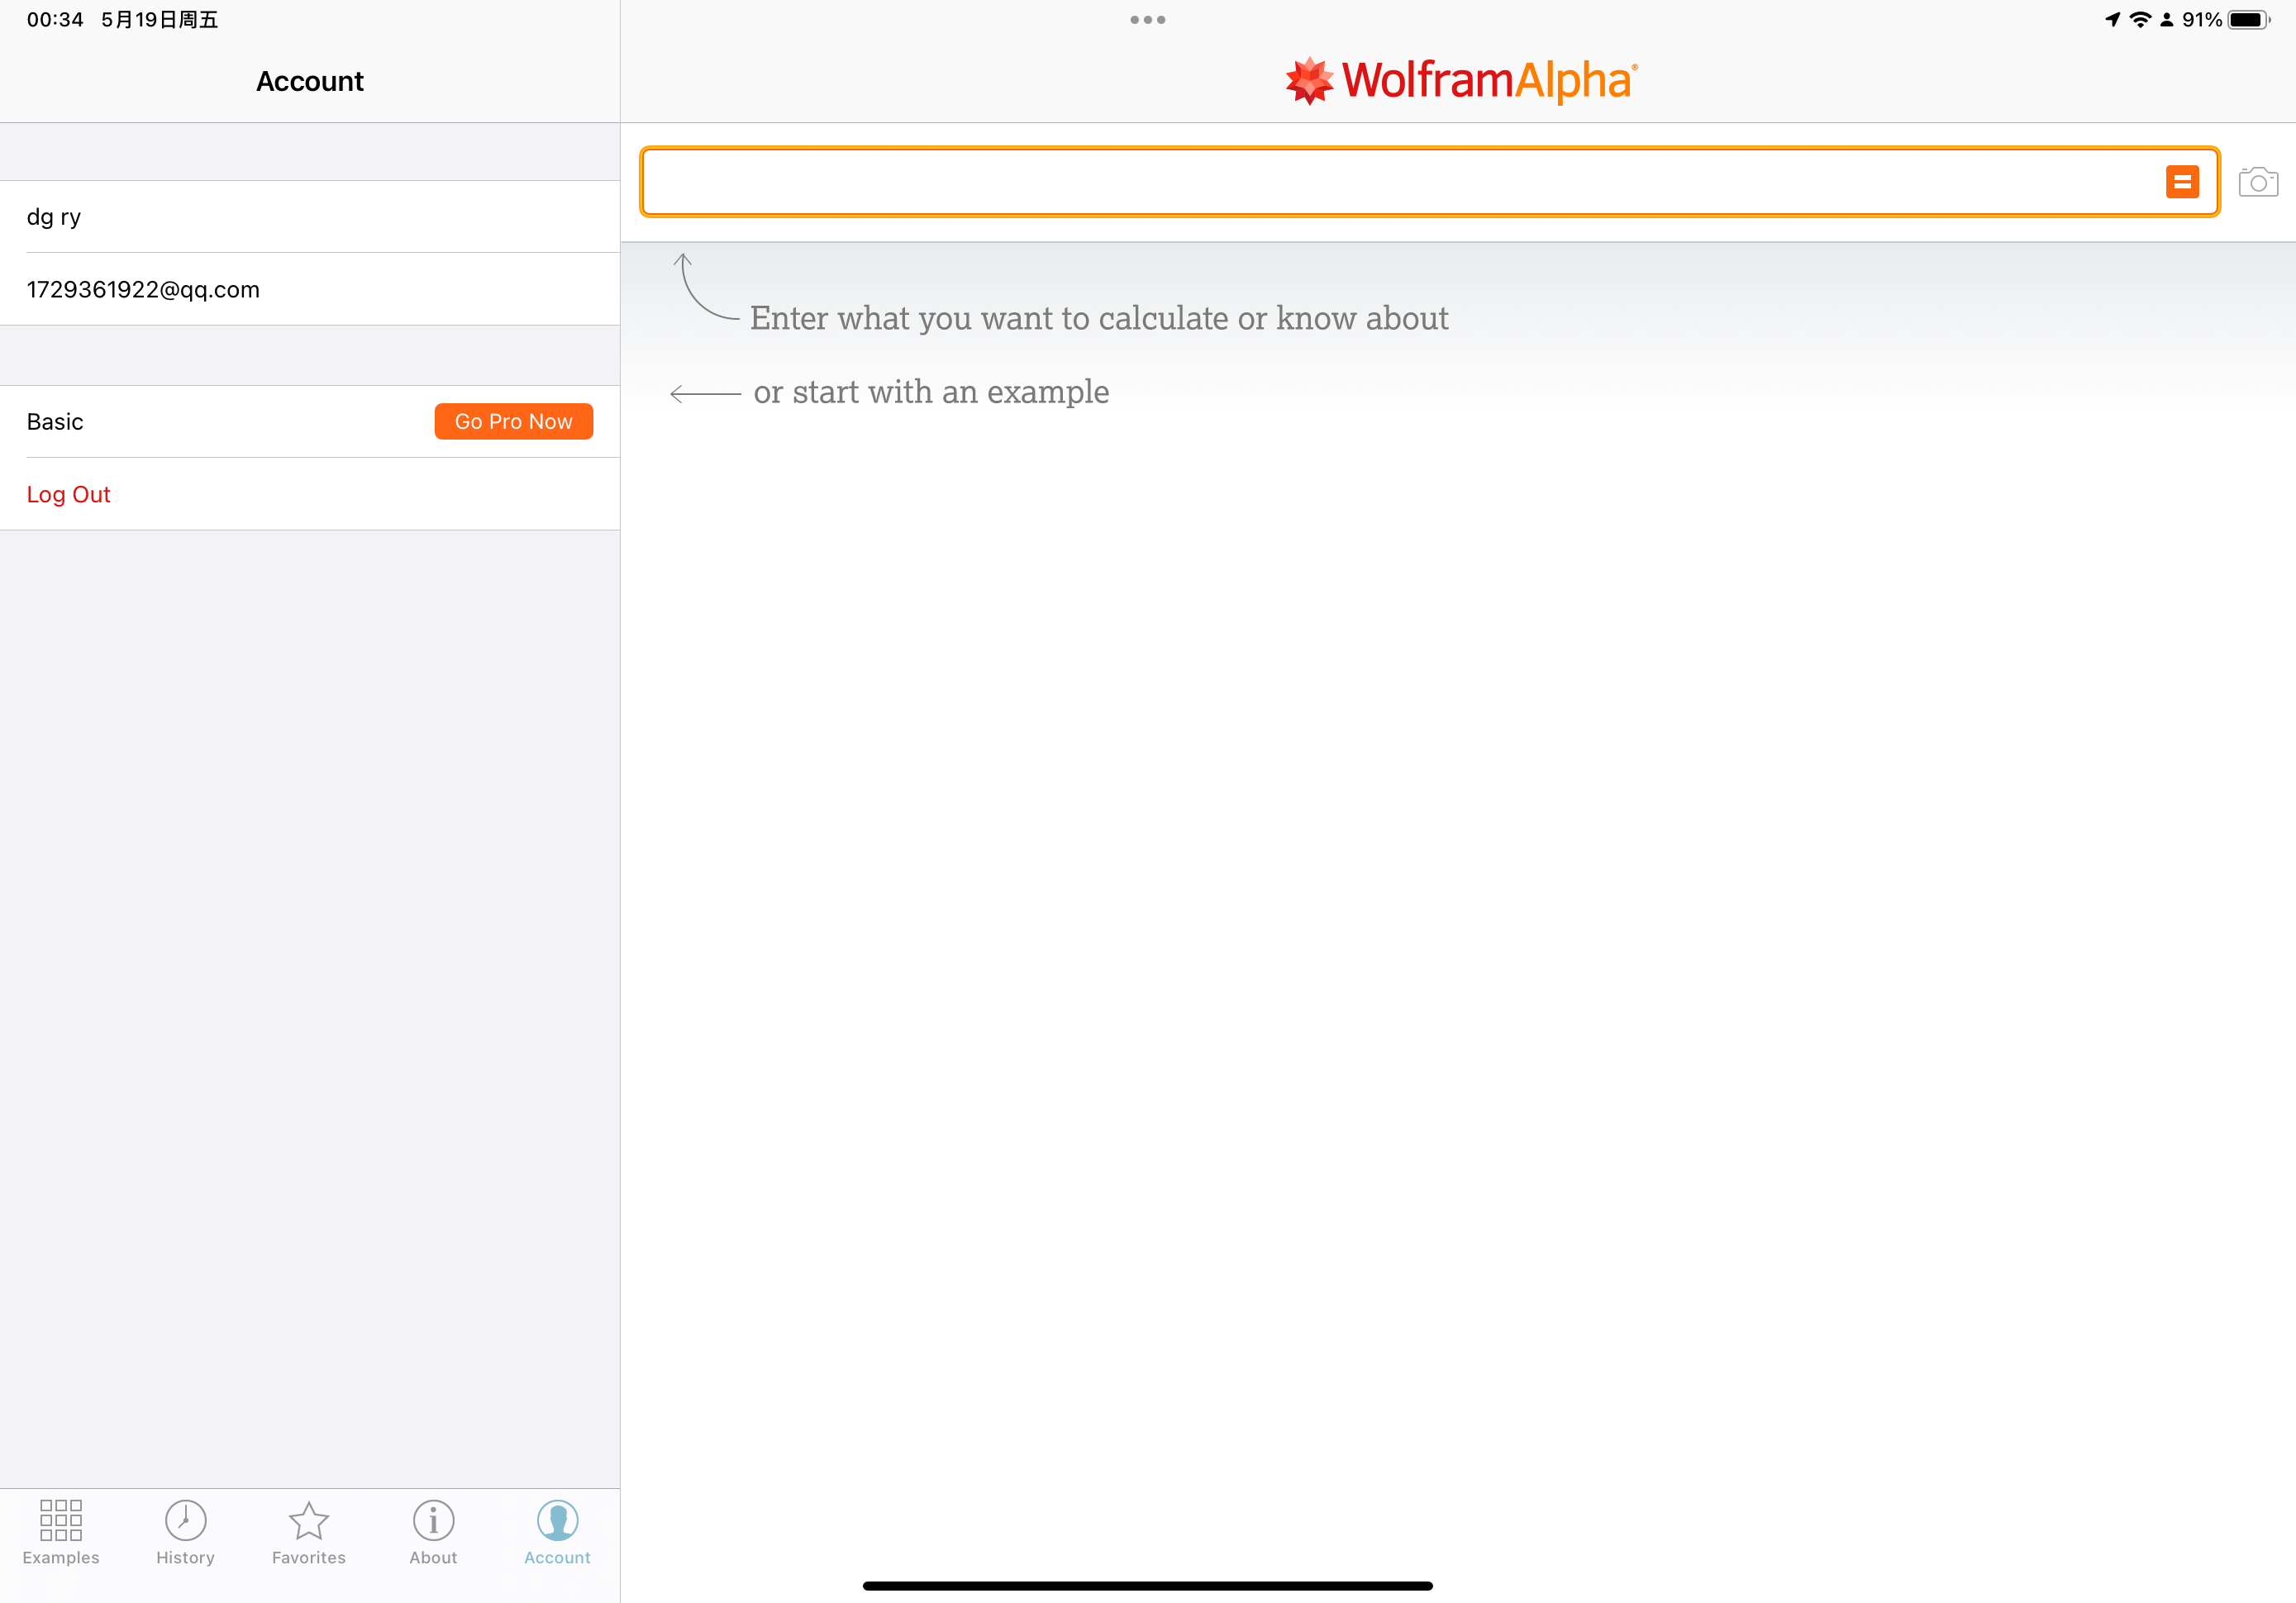 00:34 5月19日周五
91%
Account
WolframAlpha®
dg ry
1729361922@qq.com
Basic
Go Pro Now
Log Out
Enter what you want to calculate or know about
or start with an example
Examples
History
Favorites
About
Account